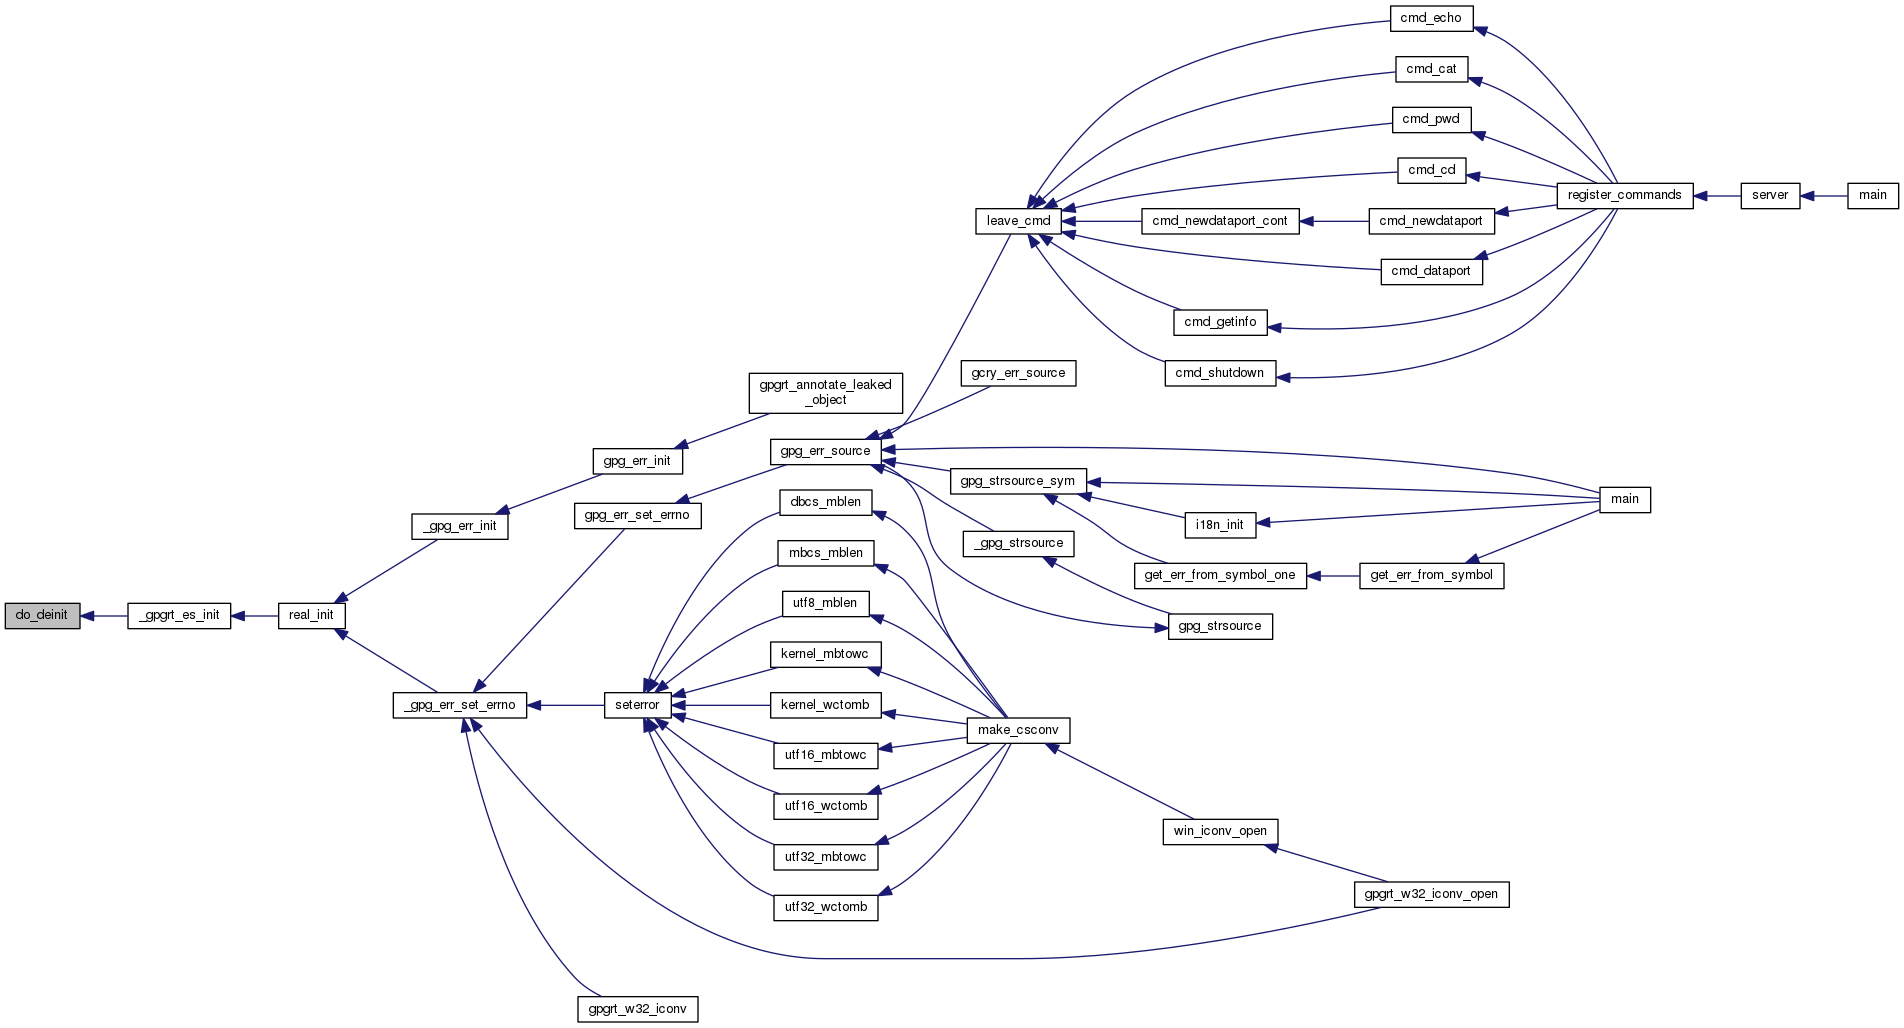 cmd_echo
cmd_cat
cmd_pwd
cmd_cd
register_commands
server
main
leave_cmd
cmd_newdataport_cont
cmd_newdataport
cmd_dataport
cmd_getinfo
cmd_shutdown
gcry_err_source
gpgrt_annotate_leaked
_object
gpg_err_init
gpg_err_source
gpg_strsource_sym
main
_gpg_err_init
gpg_err_set_errno
dbcs_mblen
i18n_init
_gpg_strsource
mbcs_mblen
get_err_from_symbol_one
get_err_from_symbol
utf8_mblen
do_deinit
_gpgrt_es_init
real_init
gpg_strsource
kernel_mbtowc
_gpg_err_set_errno
seterror
kernel_wctomb
make_csconv
utf16_mbtowc
utf16_wctomb
win_iconv_open
utf32_mbtowc
gpgrt_w32_iconv_open
utf32_wctomb
gpgrt_w32_iconv